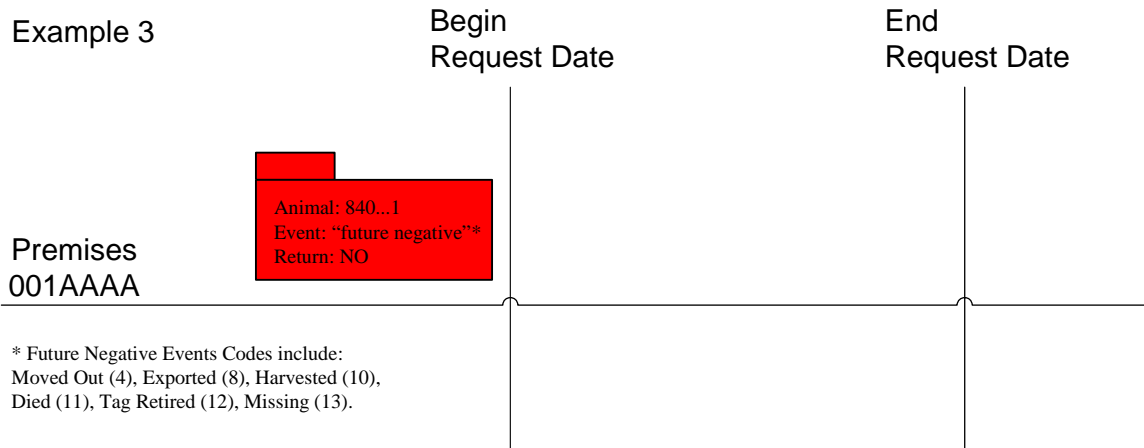 Example 3
Begin
Request Date
End
Request Date
Animal: 840...1
Event: “future negative”*
Return: NO
Premises
001AAAA
* Future Negative Events Codes include:
Moved Out (4), Exported (8), Harvested (10),
Died (11), Tag Retired (12), Missing (13).